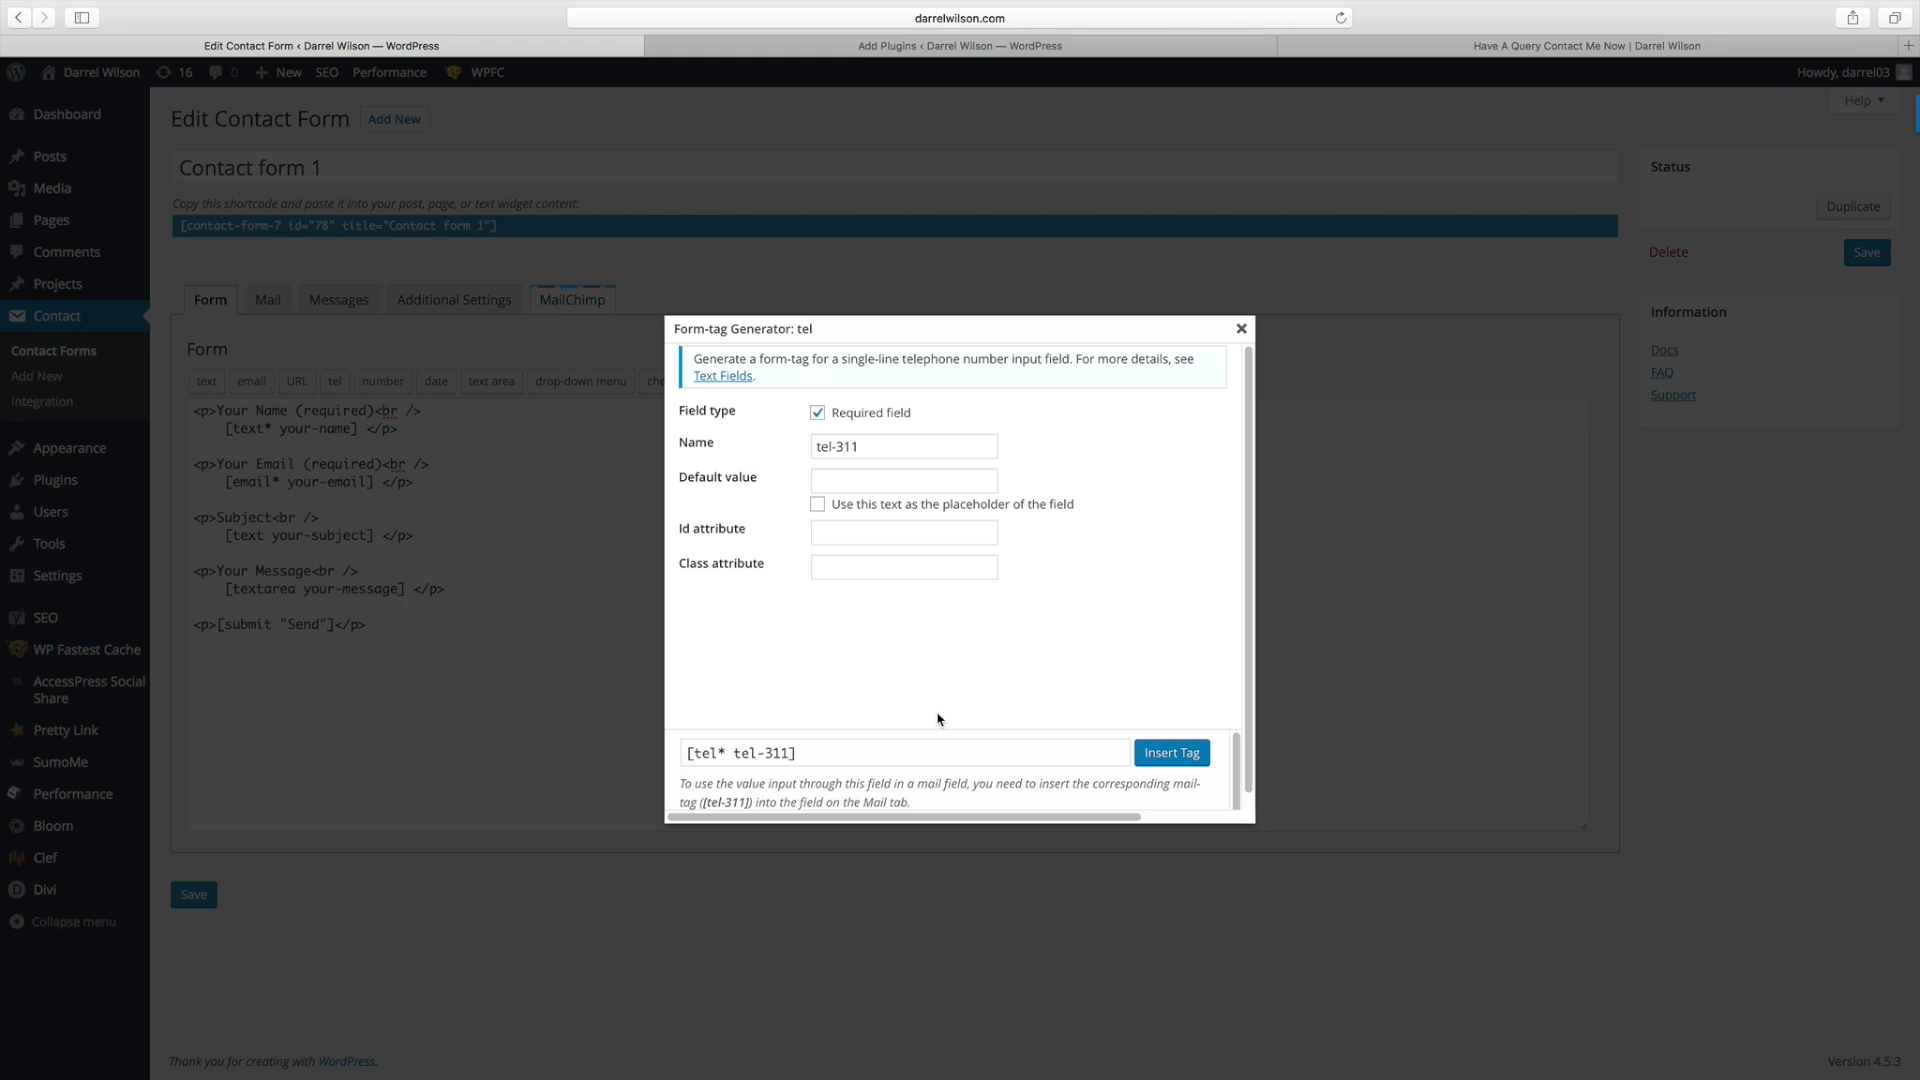 darrelwilson.com
Edit Contact Form ‹ Darrel Wilson — WordPress
Add Plugins ‹ Darrel Wilson — WordPress
Have A Query Contact Me Now | Darrel Wilson
Darrel Wilson
16
0
New
SEO
Performance
WPFC
Howdy, darrel03
Dashboard
Posts
Media
Pages
Comments
Projects
Contact
Contact Forms
Add New
Integration
Appearance
Plugins
Users
Tools
Settings
SEO
WP Fastest Cache
AccessPress Social
Share
Pretty Link
SumoMe
Performance
Bloom
Clef
Divi
Collapse menu
Help
Edit Contact Form
Add New
Contact form 1
Copy this shortcode and paste it into your post, page, or text widget content:
[contact-form-7 id="78" title="Contact form 1"]
Form
Mail
Messages
Additional Settings
MailChimp
Form
text
email
URL
tel
number
date
text area
drop-down menu
<p>Your Name (required)<br />
[text* your-name] </p>
<p>Your Email (required)<br />
[email* your-email] </p>
<p>Subject<br />
[text your-subject] </p>
<p>Your Message<br />
[textarea your-message] </p>
<p>[submit "Send"]</p>
Save
Form-tag Generator: tel
Generate a form-tag for a single-line telephone number input field. For more details, see
Text Fields.
Field type
Required field
Name
tel-311
Default value
Use this text as the placeholder of the field
Id attribute
Class attribute
[tel* tel-311]
Insert Tag
To use the value input through this field in a mail field, you need to insert the corresponding mail-
tag ([tel-311]) into the field on the Mail tab.
Status
Duplicate
Delete
Save
Information
Docs
FAQ
Support
Thank you for creating with WordPress.
Version 4.5.3